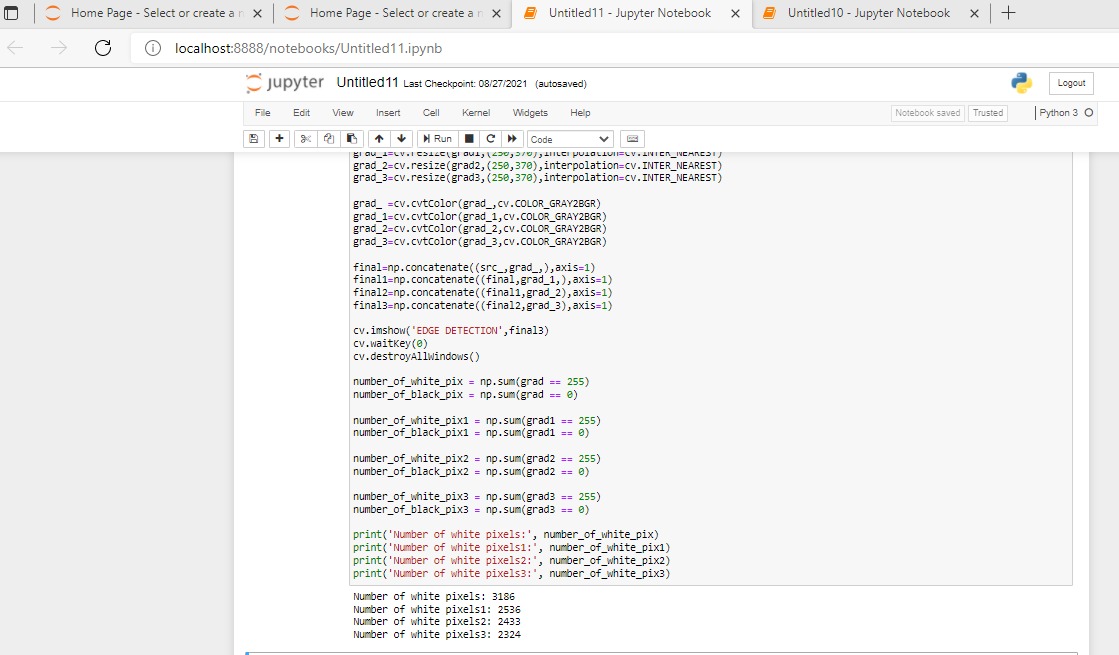 Home Page - Select or create a n
Home Page - Select or create a n
Untitled11 - Jupyter Notebook
Untitled10 - Jupyter Notebook
localhost:8888/notebooks/Untitled11.ipynb
jupyter Untitled11 Last Checkpoint: 08/27/2021 (autosaved)
Logout
File Edit View Insert Cell Kernel Widgets Help
Notebook saved Trusted Python 3
Run Code
grad_1=cv.resize(grad1,(250,370),interpolation=cv.INTER_NEAREST)
grad_2=cv.resize(grad2,(250,370),interpolation=cv.INTER_NEAREST)
grad_3=cv.resize(grad3,(250,370),interpolation=cv.INTER_NEAREST)
grad_ =cv.cvtColor(grad_,cv.COLOR_GRAY2BGR)
grad_1=cv.cvtColor(grad_1,cv.COLOR_GRAY2BGR)
grad_2=cv.cvtColor(grad_2,cv.COLOR_GRAY2BGR)
grad_3=cv.cvtColor(grad_3,cv.COLOR_GRAY2BGR)
final=np.concatenate((src_,grad_,),axis=1)
final1=np.concatenate((final,grad_1,),axis=1)
final2=np.concatenate((final1,grad_2),axis=1)
final3=np.concatenate((final2,grad_3),axis=1)
cv.imshow('EDGE DETECTION',final3)
cv.waitKey(0)
cv.destroyAllWindows()
number_of_white_pix = np.sum(grad == 255)
number_of_black_pix = np.sum(grad == 0)
number_of_white_pix1 = np.sum(grad1 == 255)
number_of_black_pix1 = np.sum(grad1 == 0)
number_of_white_pix2 = np.sum(grad2 == 255)
number_of_black_pix2 = np.sum(grad2 == 0)
number_of_white_pix3 = np.sum(grad3 == 255)
number_of_black_pix3 = np.sum(grad3 == 0)
print('Number of white pixels:', number_of_white_pix)
print('Number of white pixels1:', number_of_white_pix1)
print('Number of white pixels2:', number_of_white_pix2)
print('Number of white pixels3:', number_of_white_pix3)
Number of white pixels: 3186
Number of white pixels1: 2536
Number of white pixels2: 2433
Number of white pixels3: 2324